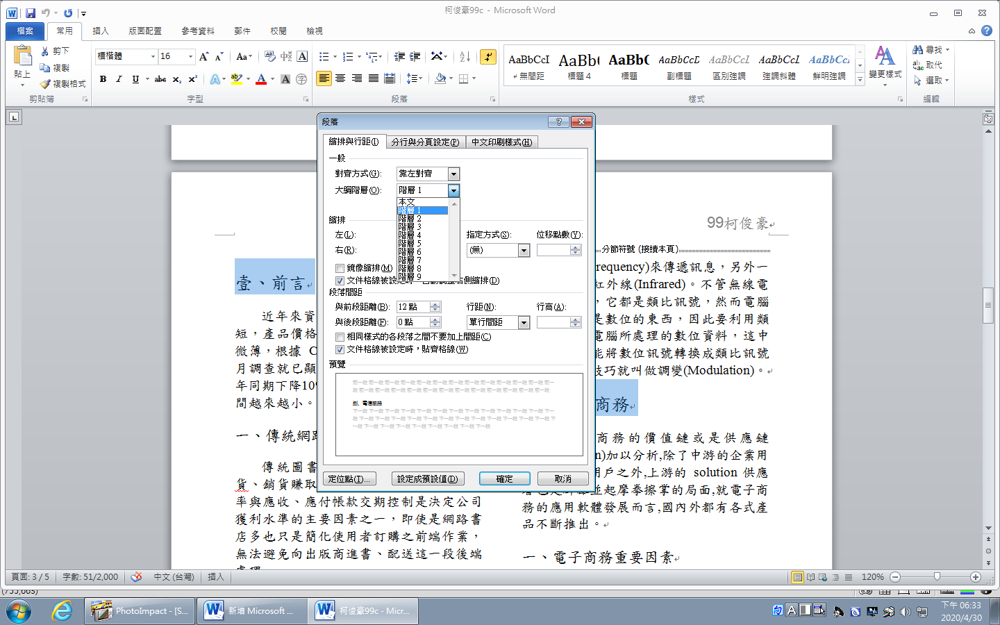 柯俊豪99c - Microsoft Word
檔案 常用 插入 版面配置 參考資料 郵件 校閱 檢視
貼上 剪下 複製 複製格式
標楷體 16
AaBbCcI AaBb( AaBb( AaBbCcD AaBbCcL AaBbCcL AaBbCc.
無間距 標題 4 標題 副標題 區別強調 強調斜體 鮮明強調
變更樣式
尋找 取代 選取
剪貼簿 字型 段落 樣式 編輯
段落
縮排與行距(I) 分行與分頁設定(P) 中文印刷樣式(H)
一般
對齊方式(G): 靠左對齊
大綱階層(O): 階層 1
本文
階層 1
階層 2
階層 3
階層 4
階層 5
階層 6
階層 7
階層 8
階層 9
縮排
左(L): 指定方式(S): 位移點數(Y):
右(R): (無)
鏡像縮排(M)
文件格線被設定時
側縮排(D)
段落間距
與前段距離(B): 12 點 行距(N): 行高(A):
與後段距離(F): 0 點 單行間距
相同樣式的各段落之間不要加上間距(C)
文件格線被設定時，貼齊格線(W)
預覽
定位點(T)... 設定成預設值(D) 確定 取消
壹、前言
近年來資
短，產品價格
微薄，根據 C
月調查就已顯
年同期下降10%
間越來越小。
一、傳統網路
傳統圖書
貨、銷貨賺取
率與應收、應付帳款交期控制是決定公司
獲利水準的主要因素之一，即使是網路書
店多也只是簡化使用者訂購之前端作業，
無法避免向出版商進書、配送這一段後端
99柯俊豪
分節符號 (接續本頁)
requency)來傳遞訊息，另外一
紅外線(Infrared)。不管無線電
，它都是類比訊號，然而電腦
是數位的東西，因此要利用類
電腦所處理的數位資料，這中
能將數位訊號轉換成類比訊號
技巧就叫做調變(Modulation)。
商務
商務的價值鏈或是供應鏈
n)加以分析,除了中游的企業用
用戶之外,上游的 solution 供應
並起摩拳擦掌的局面,就電子商
務的應用軟體發展而言,國內外都有各式產
品不斷推出。
一、電子商務重要因素
頁面: 3 / 5 字數: 51/2,000 中文 (台灣) 插入 120%
(755,663)
PhotoImpact - [S... 新增 Microsoft ... 柯俊豪99c - Micr...
下午 06:33
2020/4/30